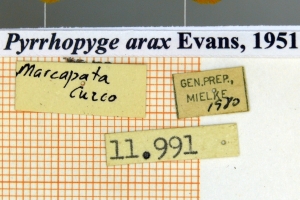 Pyrrhopyge arax Evans, 1951
Marcapata
Cuzco
GEN.PREP.,
MIELKE
1980
11.991